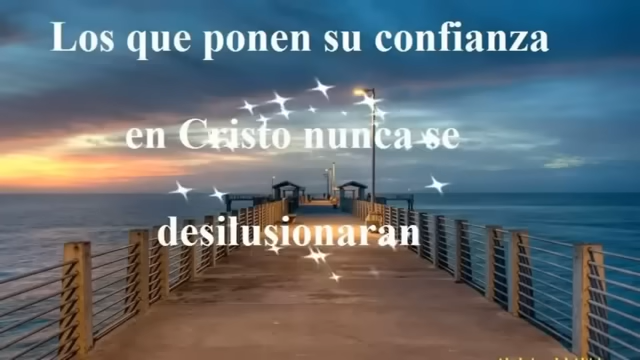 Los que ponen su confianza
en Cristo nunca se
desilusionaran